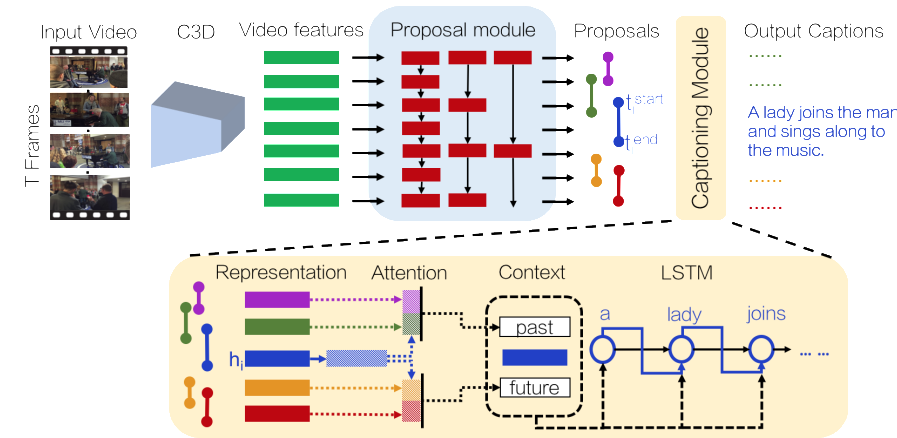 Input Video
C3D
Video features
Proposal module
Proposals
Captioning Module
Output Captions
T Frames
t_i^start
t_i^end
A lady joins the man
and sings along to
the music.
Representation
Attention
Context
LSTM
a
lady
joins
past
h_i
future